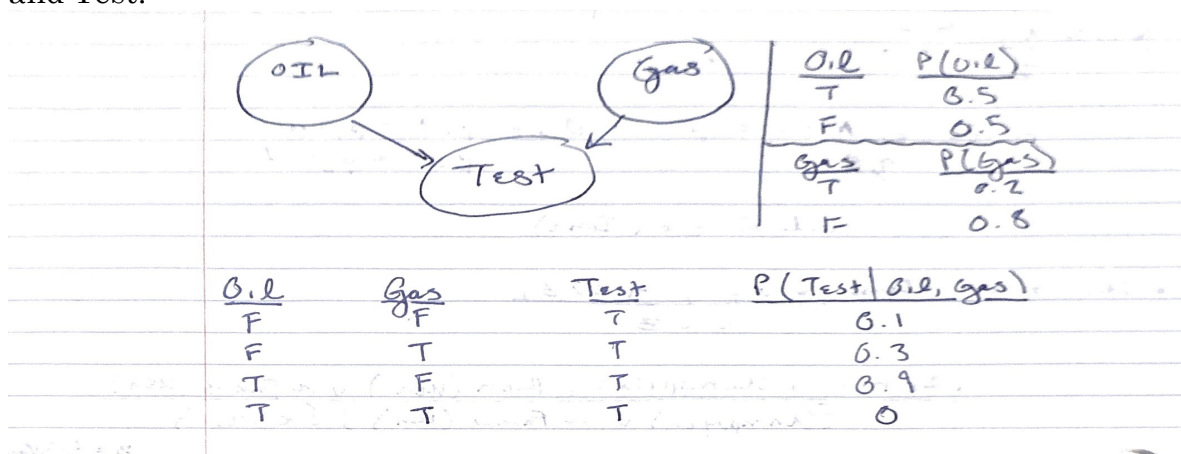 and Test.
OIL Gas
Test
Oil P(Oil)
T 0.5
F 0.5
Gas P(Gas)
T 0.2
F 0.8
Oil Gas Test P(Test|Oil, Gas)
F F T 0.1
F T T 0.3
T F T 0.9
T T T 0